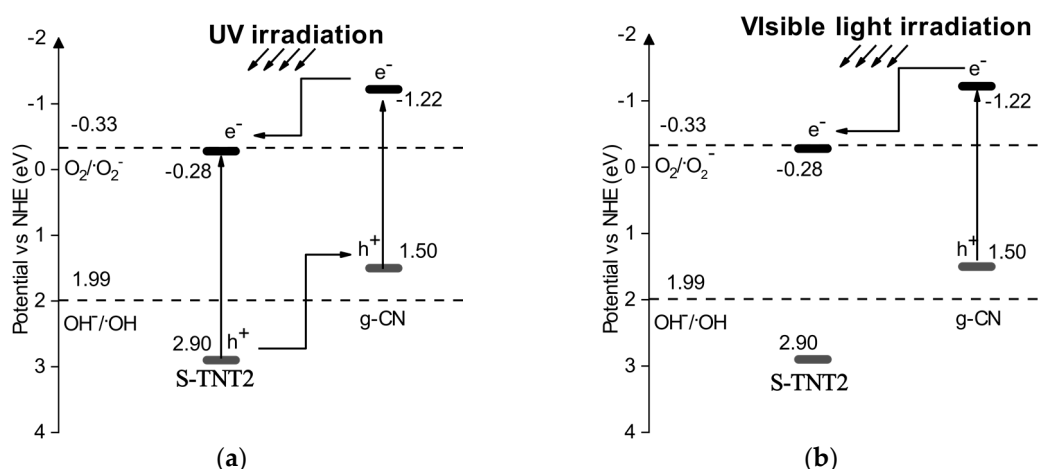 UV irradiation
-2
e⁻
-1
-1.22
-0.33
e⁻
O₂/·O₂⁻
0
-0.28
Potential vs NHE (eV)
1
h⁺
1.50
1.99
2
OH⁻/·OH
g-CN
2.90
h⁺
3
S-TNT2
4
(a)
VIsible light irradiation
-2
e⁻
-1
-1.22
-0.33
e⁻
O₂/·O₂⁻
0
-0.28
Potential vs NHE (eV)
1
h⁺
1.50
1.99
2
OH⁻/·OH
g-CN
2.90
3
S-TNT2
4
(b)